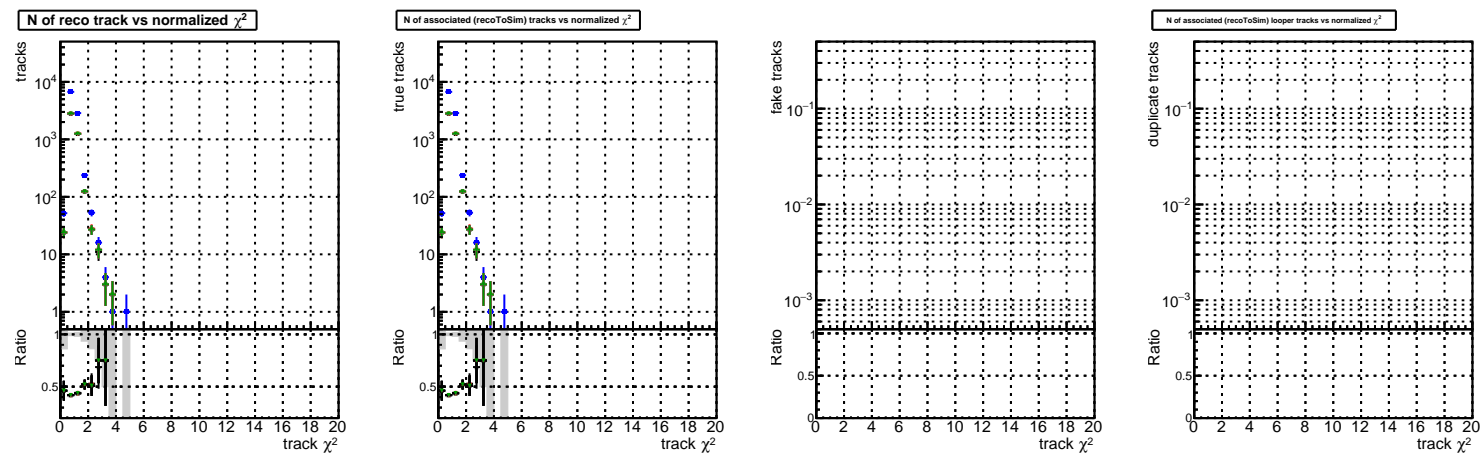 N of reco track vs normalized χ²
tracks
10⁴
10³
10²
10
1
Ratio
1
0.5
0 2 4 6 8 10 12 14 16 18 20
track χ²
N of associated (recoToSim) tracks vs normalized χ²
true tracks
10⁴
10³
10²
10
1
Ratio
1
0.5
0 2 4 6 8 10 12 14 16 18 20
track χ²
fake tracks
10⁻¹
10⁻²
10⁻³
Ratio
1
0.5
0
0 2 4 6 8 10 12 14 16 18 20
track χ²
N of associated (recoToSim) looper tracks vs normalized χ²
duplicate tracks
10⁻¹
10⁻²
10⁻³
Ratio
1
0.5
0
0 2 4 6 8 10 12 14 16 18 20
track χ²